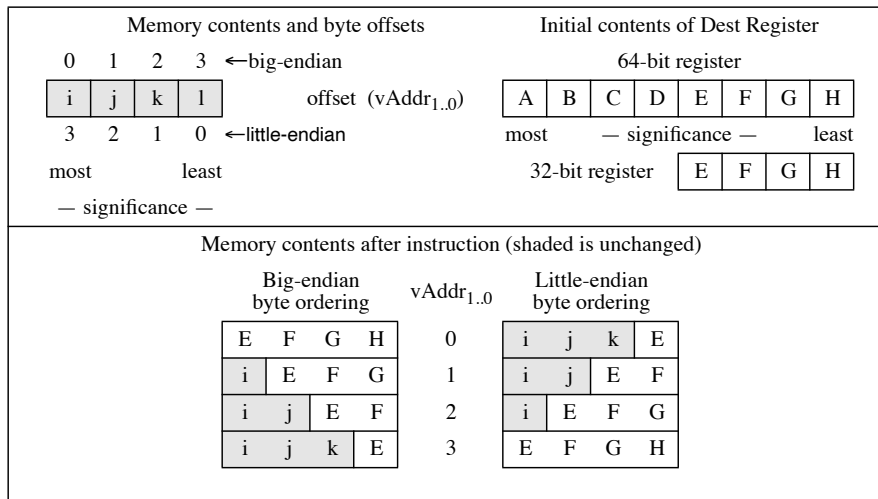 Memory contents and byte offsets
0 1 2 3 ←big-endian
i j k l offset (vAddr1..0)
3 2 1 0 ←little-endian
most least
— significance —
Initial contents of Dest Register
64-bit register
A B C D E F G H
most — significance — least
32-bit register E F G H
Memory contents after instruction (shaded is unchanged)
Big-endian
byte ordering
vAddr1..0
Little-endian
byte ordering
E F G H 0 i j k E
i E F G 1 i j E F
i j E F 2 i E F G
i j k E 3 E F G H